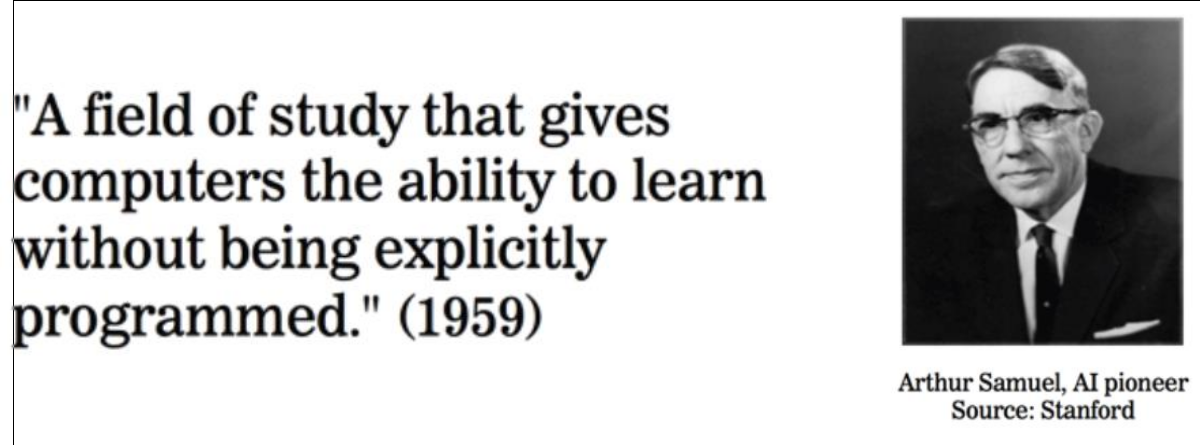 "A field of study that gives
computers the ability to learn
without being explicitly
programmed." (1959)
Arthur Samuel, AI pioneer
Source: Stanford